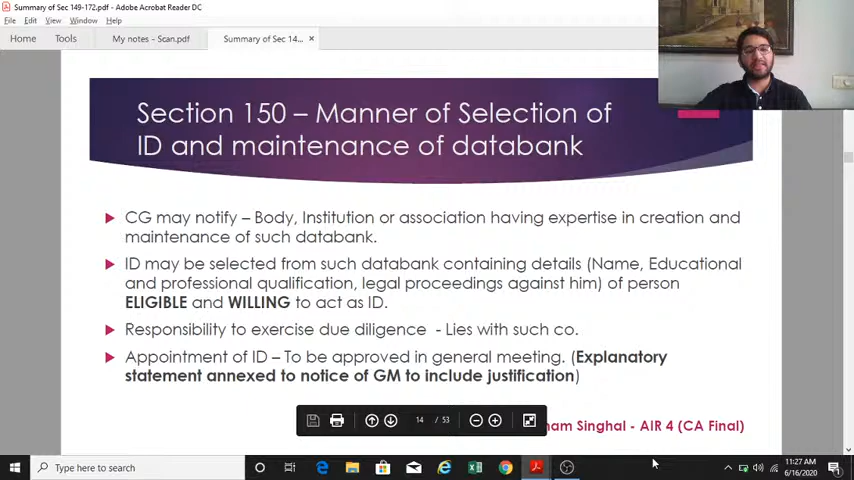 Summary of Sec 149-172.pdf - Adobe Acrobat Reader DC
File Edit View Window Help
Home Tools My notes - Scan.pdf Summary of Sec 14... ×
Section 150 – Manner of Selection of
ID and maintenance of databank
CG may notify – Body, Institution or association having expertise in creation and
maintenance of such databank.
ID may be selected from such databank containing details (Name, Educational
and professional qualification, legal proceedings against him) of person
ELIGIBLE and WILLING to act as ID.
Responsibility to exercise due diligence - Lies with such co.
Appointment of ID – To be approved in general meeting. (Explanatory
statement annexed to notice of GM to include justification)
14 / 53
ham Singhal - AIR 4 (CA Final)
Type here to search
11:27 AM
6/16/2020